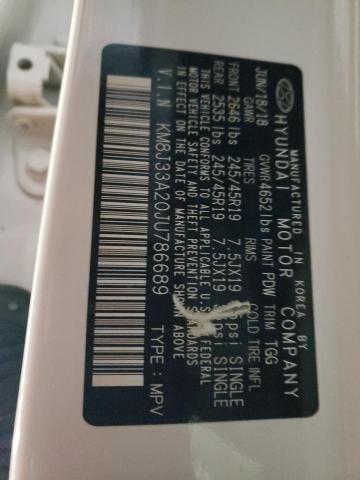 MANUFACTURED IN KOREA BY
HYUNDAI MOTOR COMPANY
JUN/18/18 GVWR 4652 lbs PAINT PDW TRIM TGG
GAWR TIRES RIMS COLD TIRE INFL
FRONT 2646 lbs 245/45R19 7.5JX19 psi SINGLE
REAR 2535 lbs 245/45R19 7.5JX19 psi SINGLE
THIS VEHICLE CONFORMS TO ALL APPLICABLE U.S. FEDERAL
MOTOR VEHICLE SAFETY AND THEFT PREVENTION STANDARDS
IN EFFECT ON THE DATE OF MANUFACTURE SHOWN ABOVE
V.I.N KM8J33A20JU786689 TYPE : MPV